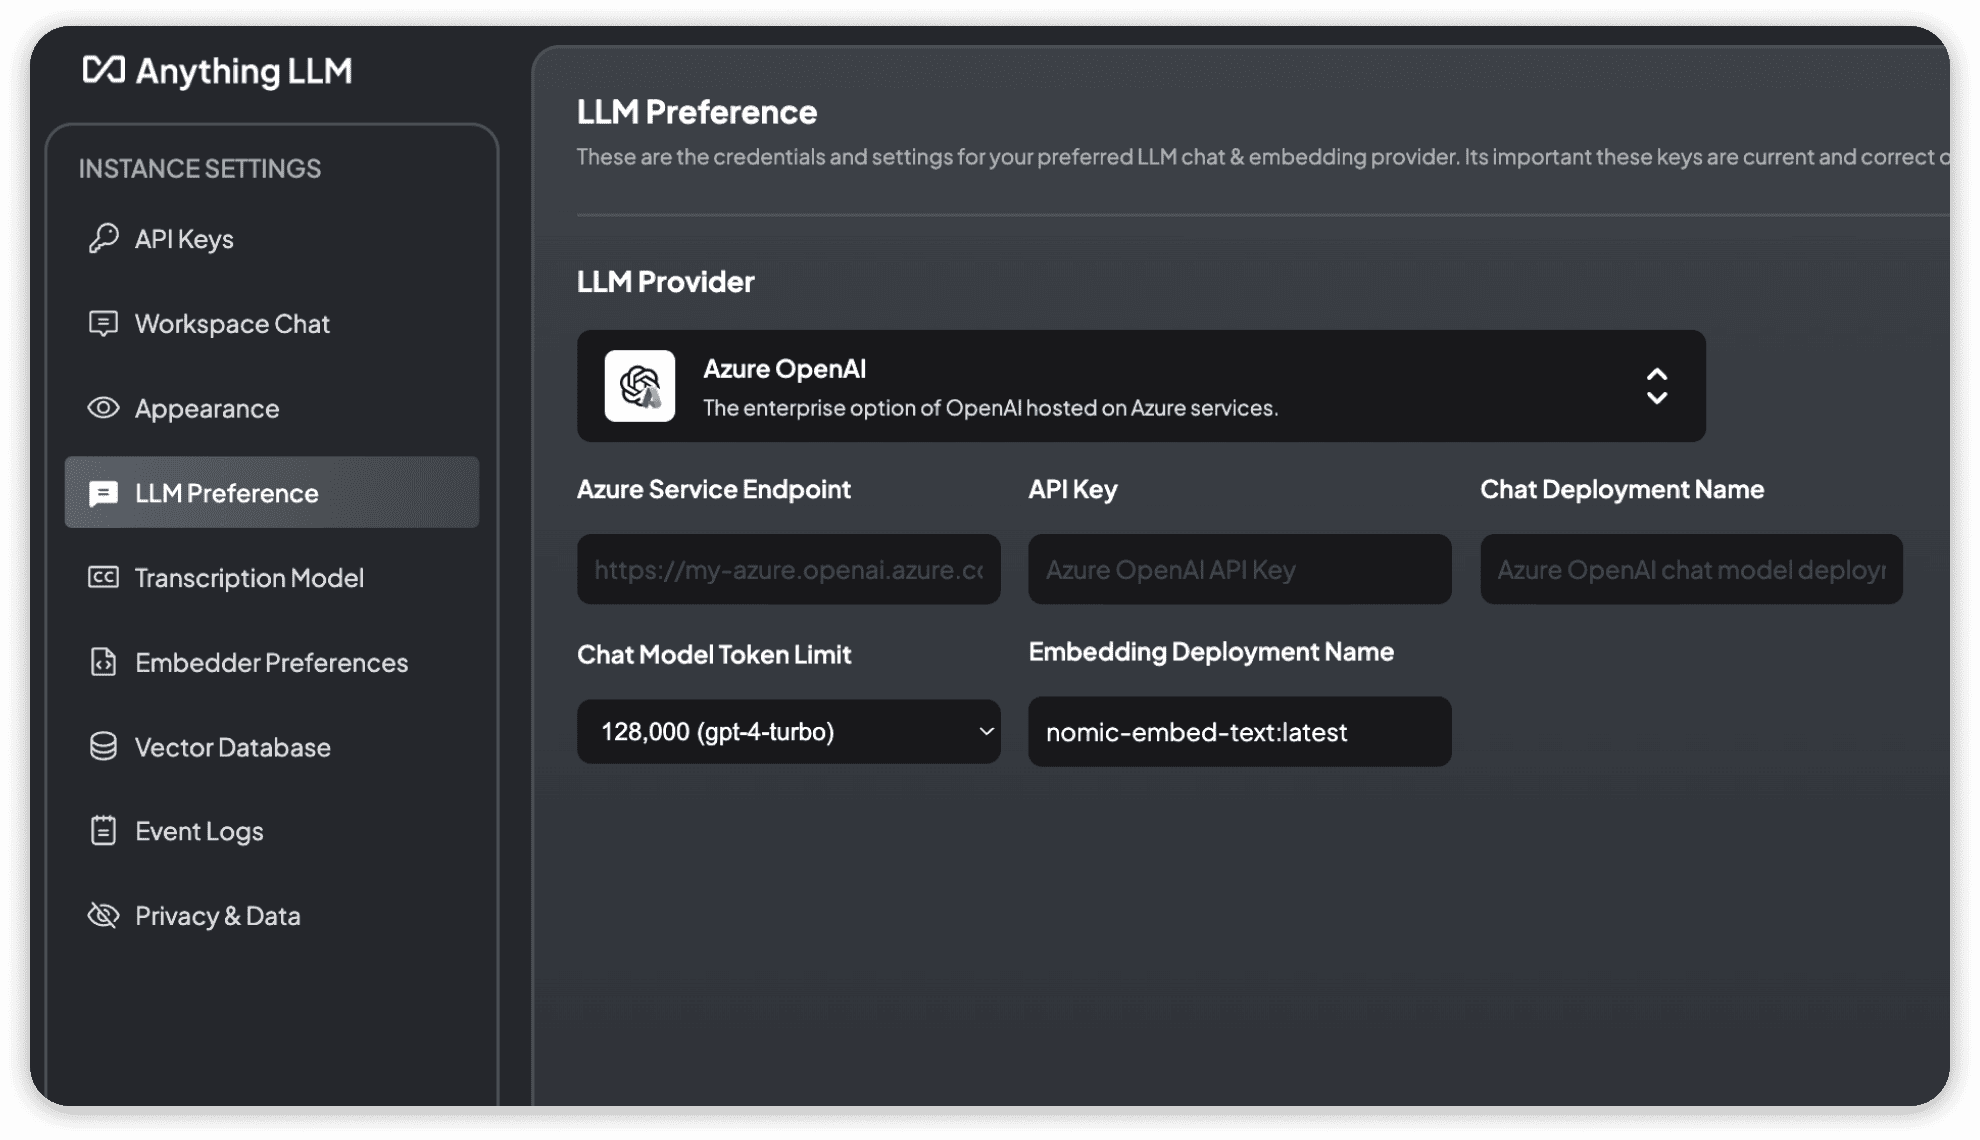 Anything LLM
INSTANCE SETTINGS
API Keys
Workspace Chat
Appearance
LLM Preference
Transcription Model
Embedder Preferences
Vector Database
Event Logs
Privacy & Data
LLM Preference
These are the credentials and settings for your preferred LLM chat & embedding provider. Its important these keys are current and correct
LLM Provider
Azure OpenAI
The enterprise option of OpenAI hosted on Azure services.
Azure Service Endpoint
API Key
Chat Deployment Name
https://my-azure.openai.azure.co
Azure OpenAI API Key
Azure OpenAI chat model deploy
Chat Model Token Limit
Embedding Deployment Name
128,000 (gpt-4-turbo)
nomic-embed-text:latest